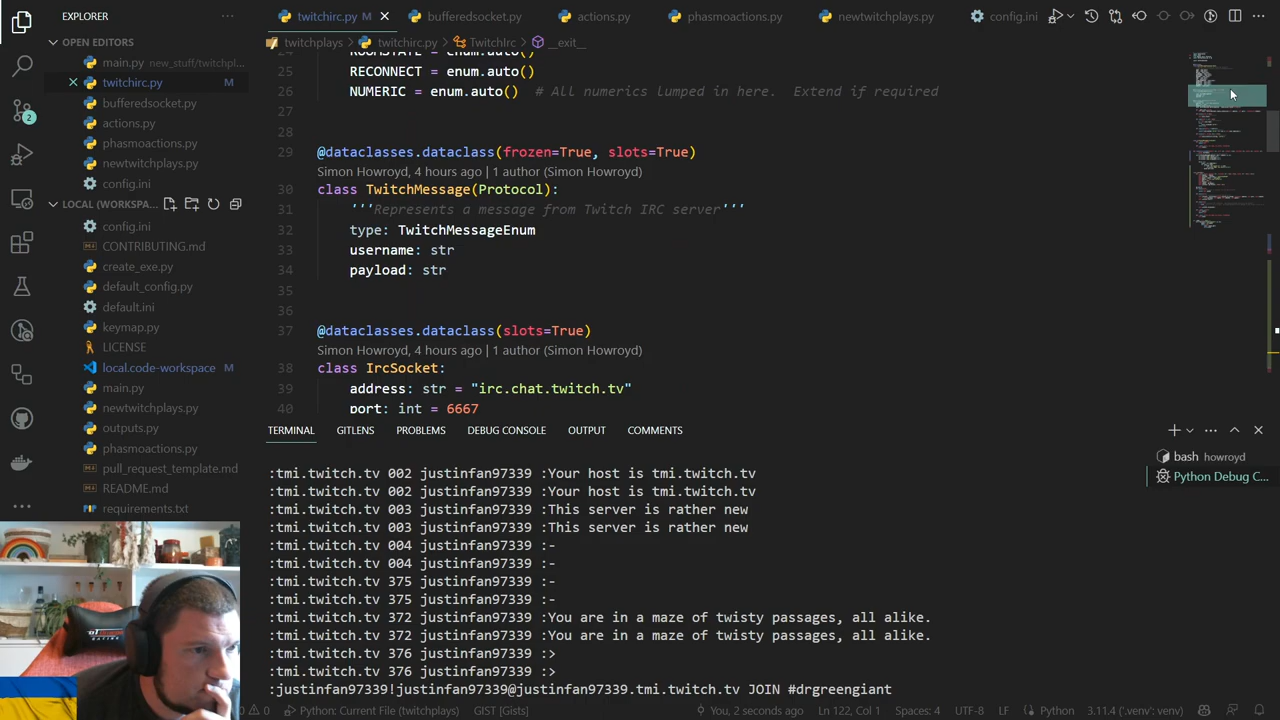 EXPLORER
twitchirc.py M
bufferedsocket.py
actions.py
phasmoactions.py
newtwitchplays.py
config.ini
OPEN EDITORS
main.py new_stuff/twitchpl...
twitchirc.py M
bufferedsocket.py
actions.py
phasmoactions.py
newtwitchplays.py
config.ini
LOCAL (WORKSPA...
config.ini
CONTRIBUTING.md
create_exe.py
default_config.py
default.ini
keymap.py
LICENSE
local.code-workspace M
main.py
newtwitchplays.py
outputs.py
phasmoactions.py
pull_request_template.md
README.md
requirements.txt
2
twitchplays > twitchirc.py > TwitchIrc > __exit__
24 ROOMSTATE = enum.auto()
25 RECONNECT = enum.auto()
26 NUMERIC = enum.auto() # All numerics lumped in here. Extend if required
27
28
29 @dataclasses.dataclass(frozen=True, slots=True)
Simon Howroyd, 4 hours ago | 1 author (Simon Howroyd)
30 class TwitchMessage(Protocol):
31 '''Represents a message from Twitch IRC server'''
32 type: TwitchMessageEnum
33 username: str
34 payload: str
35
36
37 @dataclasses.dataclass(slots=True)
Simon Howroyd, 4 hours ago | 1 author (Simon Howroyd)
38 class IrcSocket:
39 address: str = "irc.chat.twitch.tv"
40 port: int = 6667
TERMINAL GITLENS PROBLEMS DEBUG CONSOLE OUTPUT COMMENTS
bash howroyd
Python Debug C...
:tmi.twitch.tv 002 justinfan97339 :Your host is tmi.twitch.tv
:tmi.twitch.tv 002 justinfan97339 :Your host is tmi.twitch.tv
:tmi.twitch.tv 003 justinfan97339 :This server is rather new
:tmi.twitch.tv 003 justinfan97339 :This server is rather new
:tmi.twitch.tv 004 justinfan97339 :-
:tmi.twitch.tv 004 justinfan97339 :-
:tmi.twitch.tv 375 justinfan97339 :-
:tmi.twitch.tv 375 justinfan97339 :-
:tmi.twitch.tv 372 justinfan97339 :You are in a maze of twisty passages, all alike.
:tmi.twitch.tv 372 justinfan97339 :You are in a maze of twisty passages, all alike.
:tmi.twitch.tv 376 justinfan97339 :>
:tmi.twitch.tv 376 justinfan97339 :>
:justinfan97339!justinfan97339@justinfan97339.tmi.twitch.tv JOIN #drgreengiant
0 Python: Current File (twitchplays) GIST [Gists] You, 2 seconds ago Ln 122, Col 1 Spaces: 4 UTF-8 LF Python 3.11.4 ('.venv': venv)